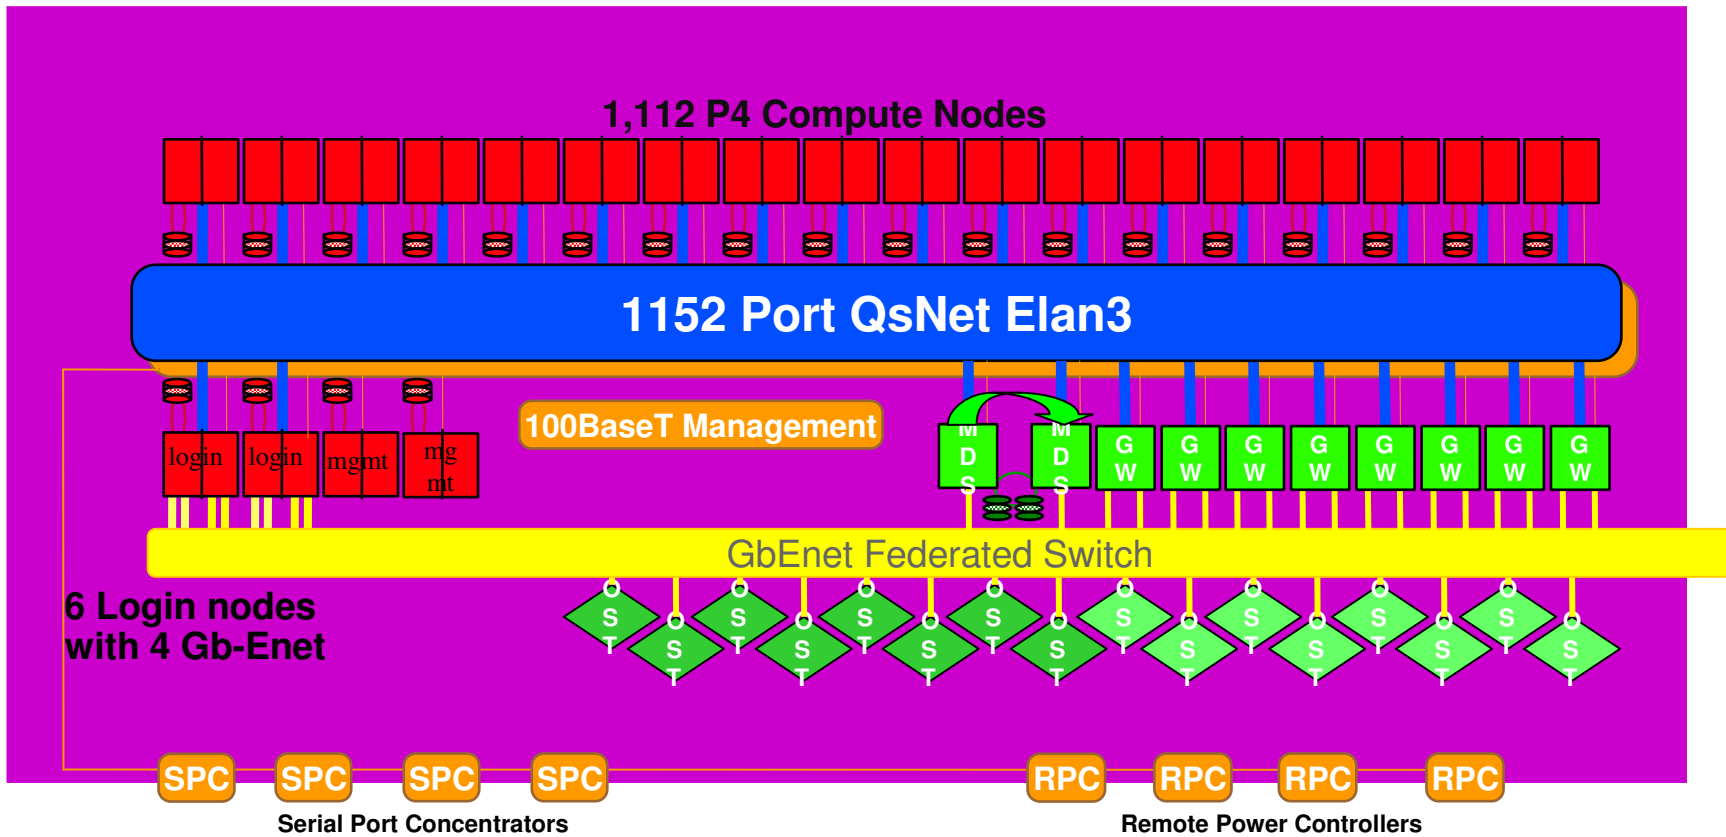 1,112 P4 Compute Nodes
1152 Port QsNet Elan3
100BaseT Management
login
login
mgmt
mg
mt
M
D
S
M
D
S
G
W
G
W
G
W
G
W
G
W
G
W
G
W
G
W
GbEnet Federated Switch
6 Login nodes
with 4 Gb-Enet
O
S
T
O
S
T
O
S
T
O
S
T
O
S
T
O
S
T
O
S
T
O
S
T
O
S
T
O
S
T
O
S
T
O
S
T
O
S
T
O
S
T
O
S
T
O
S
T
SPC
SPC
SPC
SPC
RPC
RPC
RPC
RPC
Serial Port Concentrators
Remote Power Controllers